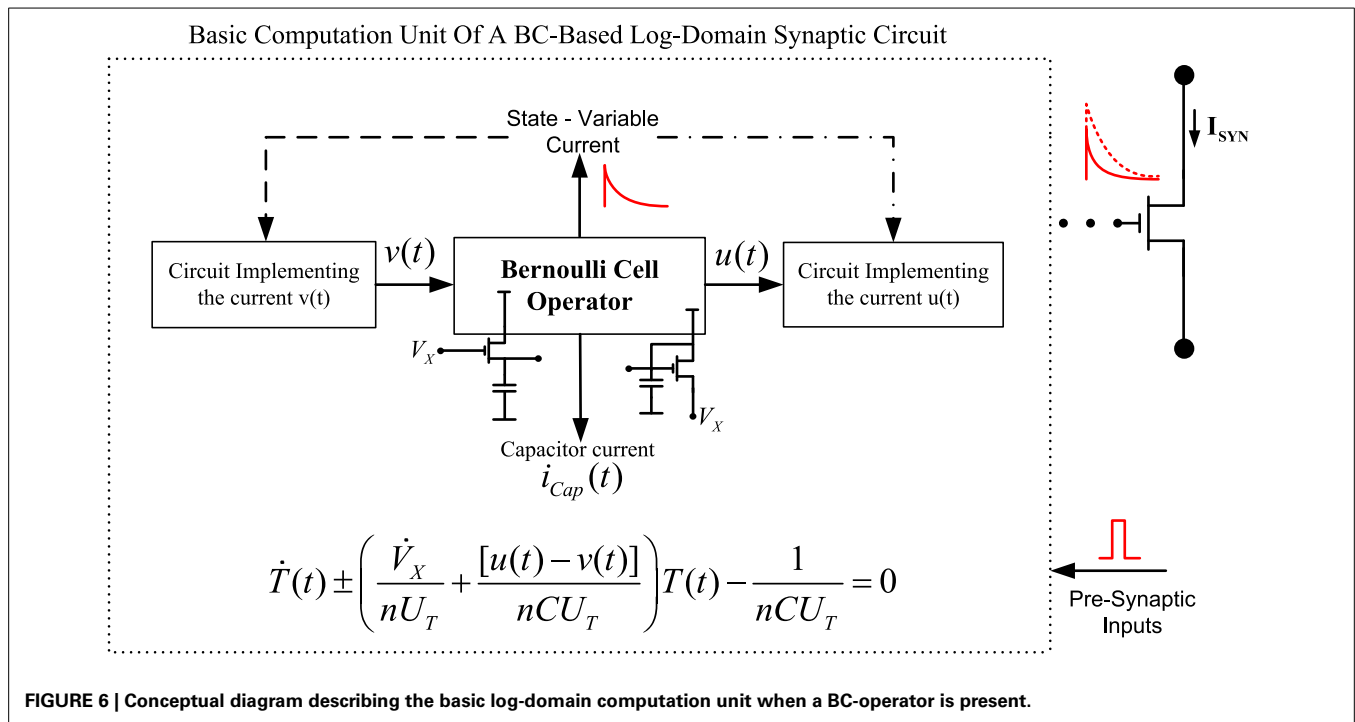 Basic Computation Unit Of A BC-Based Log-Domain Synaptic Circuit
State - Variable
Current
I_SYN
Circuit Implementing
the current v(t)
v(t)
Bernoulli Cell
Operator
u(t)
Circuit Implementing
the current u(t)
V_X
V_X
Capacitor current
i_Cap(t)
Ṫ(t) ± ( V̇_X / nU_T + [u(t) − v(t)] / nCU_T ) T(t) − 1 / nCU_T = 0
Pre-Synaptic
Inputs
FIGURE 6 | Conceptual diagram describing the basic log-domain computation unit when a BC-operator is present.